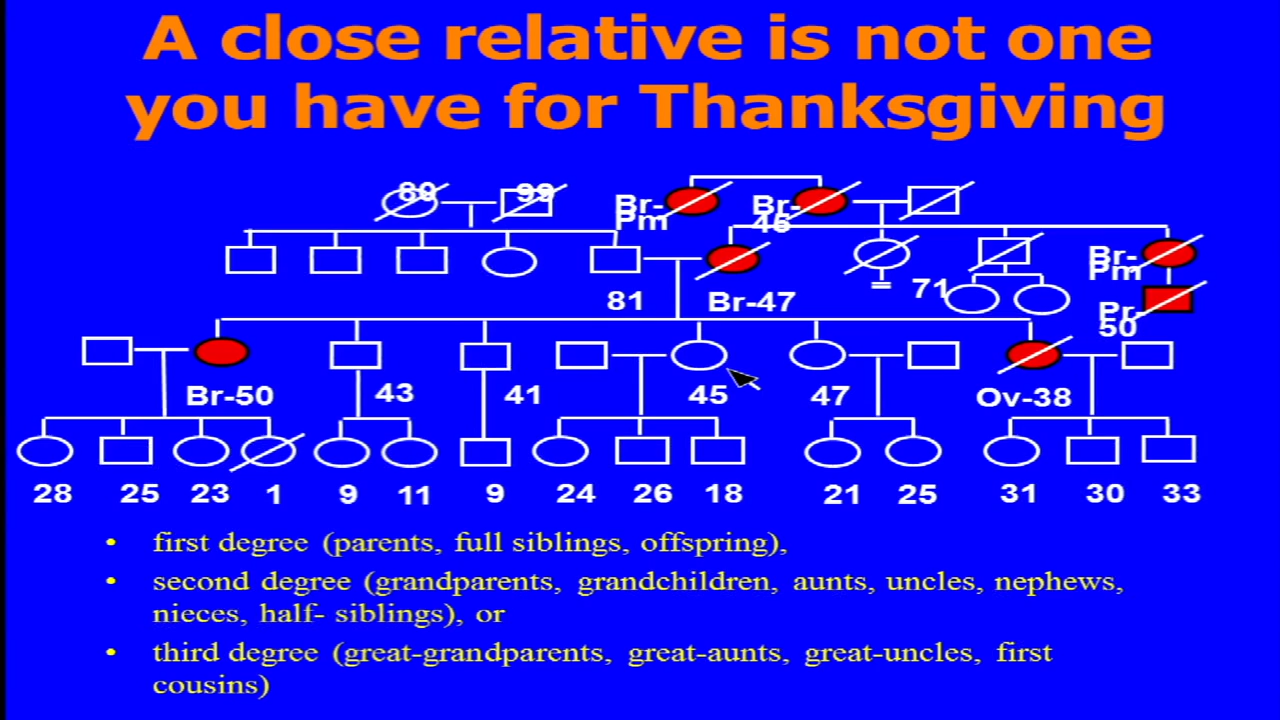 A close relative is not one
you have for Thanksgiving
80 99 Br- Br-
Pm 46
Br-
Pm
81 Br-47 71
Pr-
50
Br-50 43 41 45 47 Ov-38
28 25 23 1 9 11 9 24 26 18 21 25 31 30 33
• first degree (parents, full siblings, offspring),
• second degree (grandparents, grandchildren, aunts, uncles, nephews,
nieces, half- siblings), or
• third degree (great-grandparents, great-aunts, great-uncles, first
cousins)